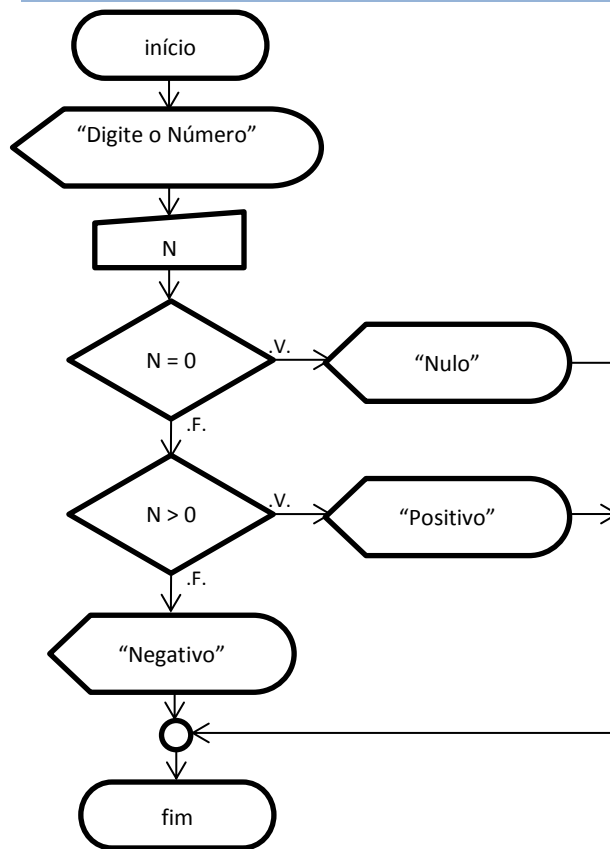 início
“Digite o Número”
N
N = 0
.V.
“Nulo”
.F.
N > 0
.V.
“Positivo”
.F.
“Negativo”
fim